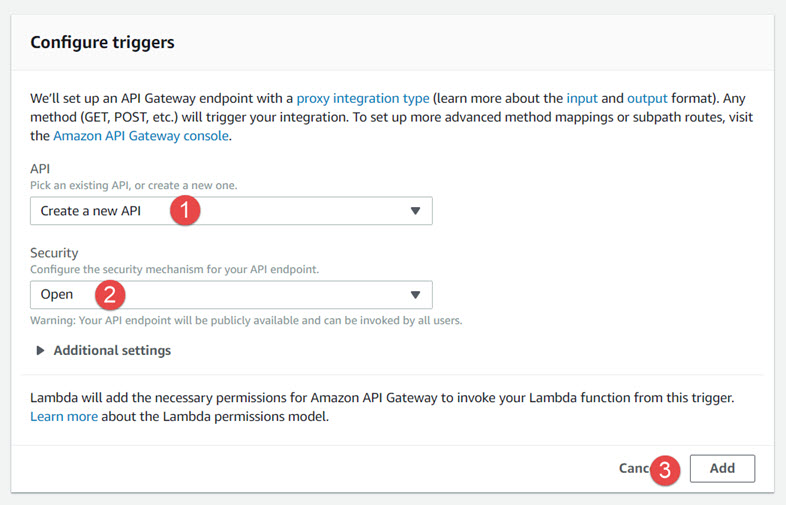 Configure triggers
We'll set up an API Gateway endpoint with a proxy integration type (learn more about the input and output format). Any
method (GET, POST, etc.) will trigger your integration. To set up more advanced method mappings or subpath routes, visit
the Amazon API Gateway console.
API
Pick an existing API, or create a new one.
Create a new API 1
Security
Configure the security mechanism for your API endpoint.
Open 2
Warning: Your API endpoint will be publicly available and can be invoked by all users.
Additional settings
Lambda will add the necessary permissions for Amazon API Gateway to invoke your Lambda function from this trigger.
Learn more about the Lambda permissions model.
Canc 3 Add